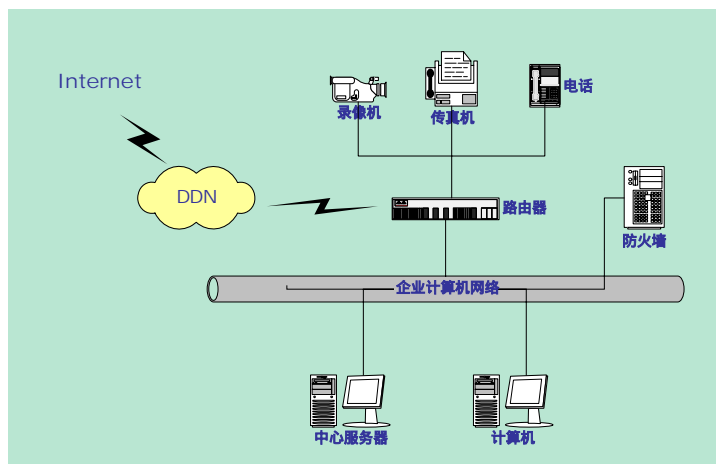 Internet
录像机
传真机
电话
DDN
路由器
防火墙
企业计算机网络
中心服务器
计算机